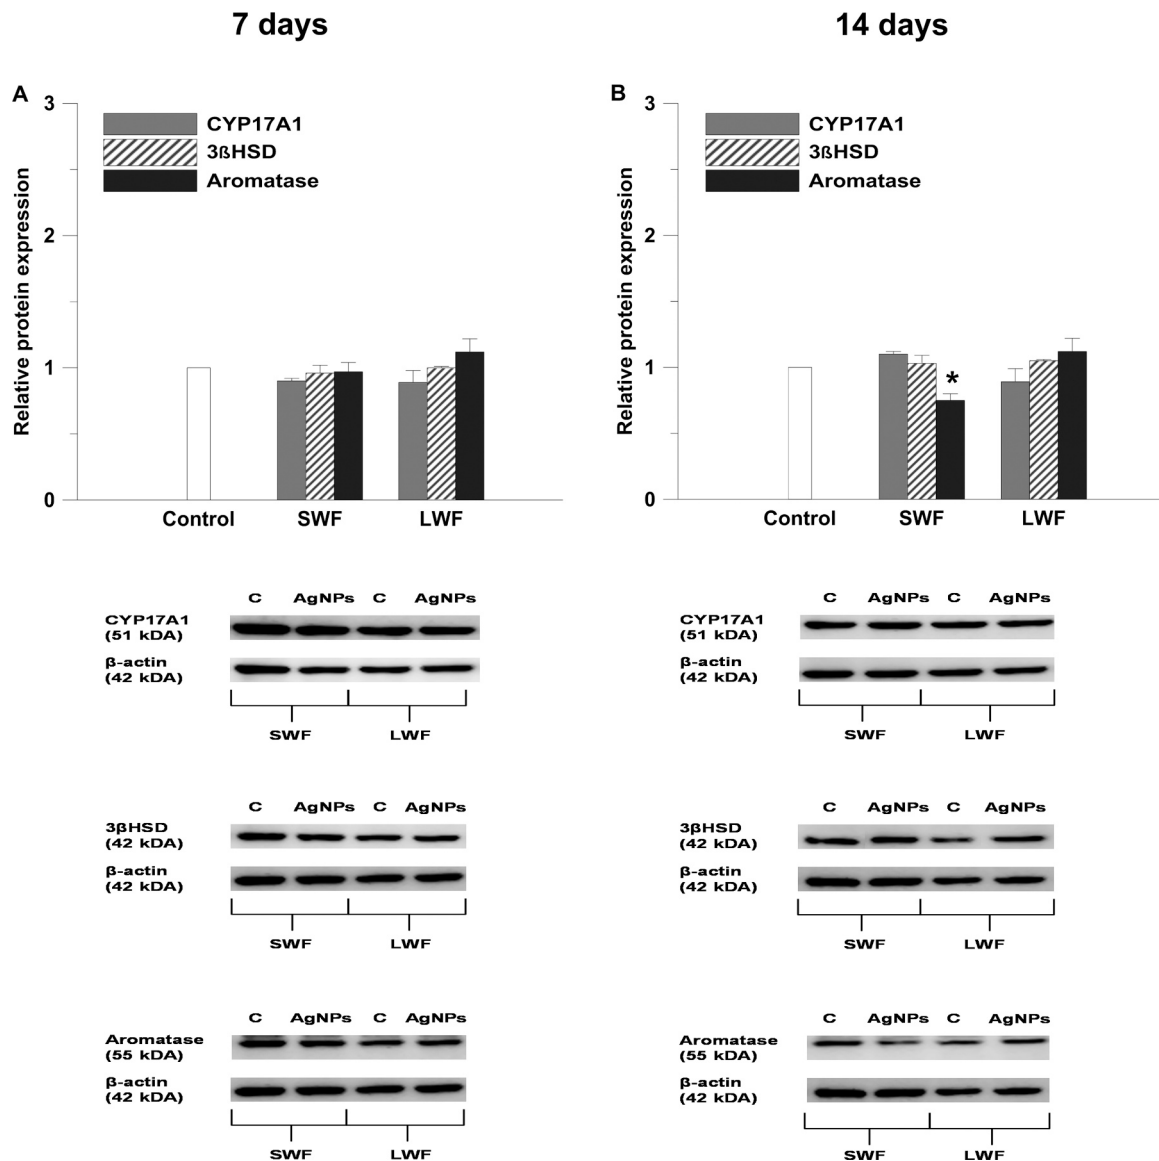 7 days
14 days
A
3
2
1
0
Relative protein expression
CYP17A1
3ßHSD
Aromatase
Control
SWF
LWF
B
3
2
1
0
Relative protein expression
CYP17A1
3ßHSD
Aromatase
*
Control
SWF
LWF
C AgNPs C AgNPs
CYP17A1
(51 kDA)
β-actin
(42 kDA)
SWF LWF
C AgNPs C AgNPs
CYP17A1
(51 kDA)
β-actin
(42 kDA)
SWF LWF
C AgNPs C AgNPs
3βHSD
(42 kDA)
β-actin
(42 kDA)
SWF LWF
C AgNPs C AgNPs
3βHSD
(42 kDA)
β-actin
(42 kDA)
SWF LWF
C AgNPs C AgNPs
Aromatase
(55 kDA)
β-actin
(42 kDA)
SWF LWF
C AgNPs C AgNPs
Aromatase
(55 kDA)
β-actin
(42 kDA)
SWF LWF